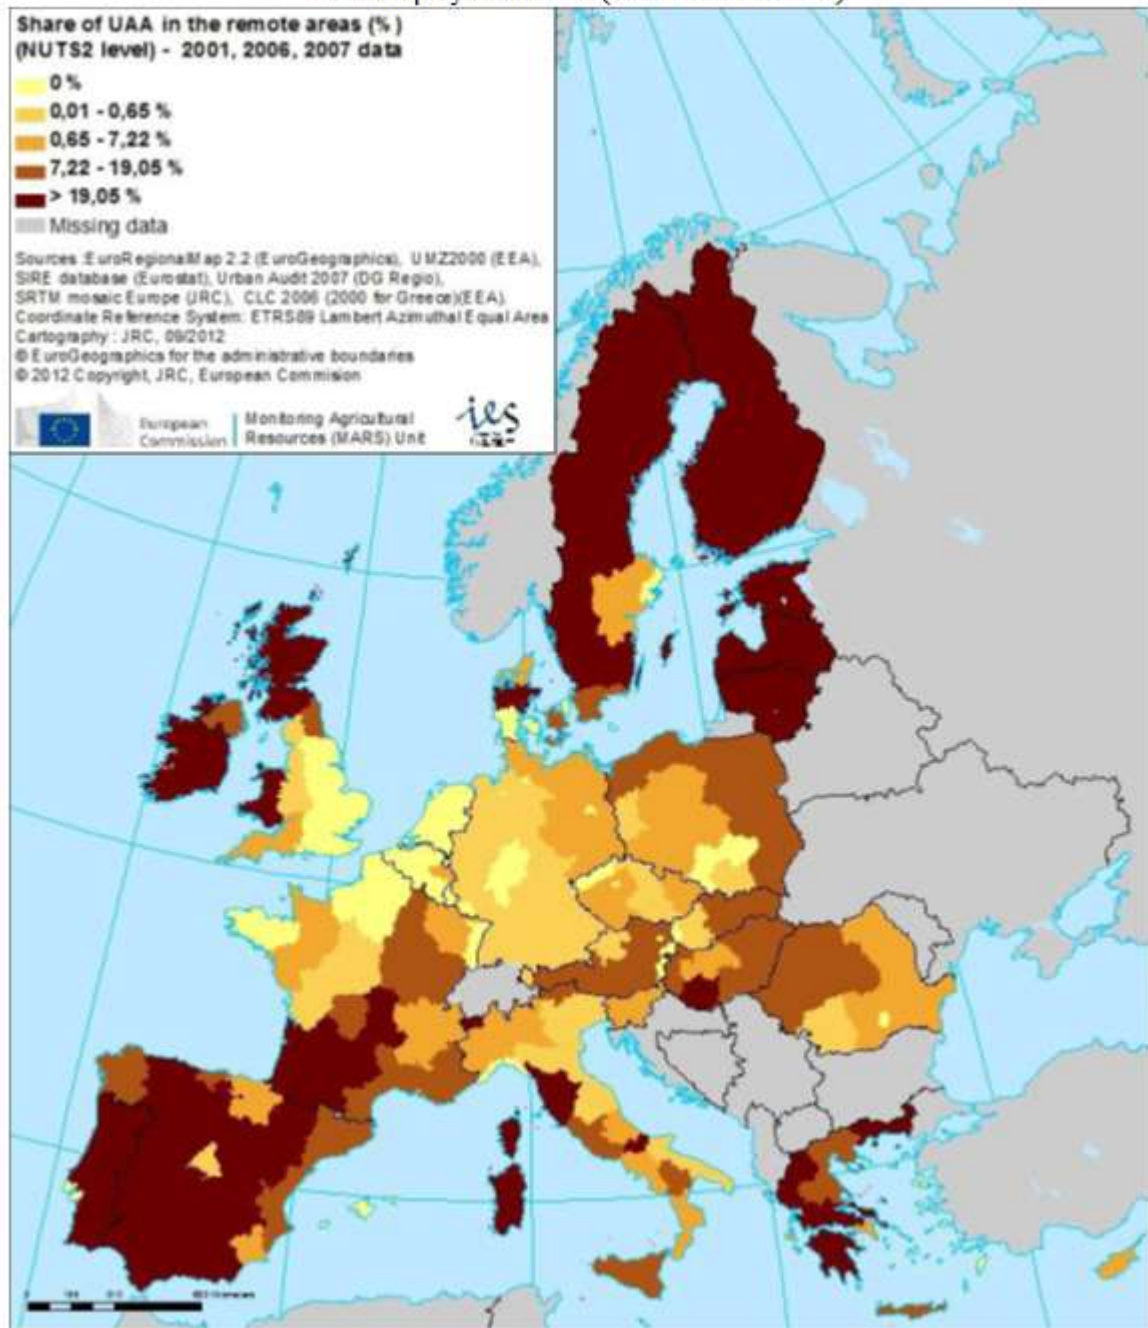 Share of UAA in the remote areas (%)
(NUTS2 level) - 2001, 2006, 2007 data
0 %
0,01 - 0,65 %
0,65 - 7,22 %
7,22 - 19,05 %
> 19,05 %
Missing data
Sources :EuroRegionalMap 2.2 (EuroGeographics), UMZ2000 (EEA),
SIRE database (Eurostat), Urban Audit 2007 (DG Regio),
SRTM mosaic Europe (JRC), CLC 2006 (2000 for Greece)(EEA)
Coordinate Reference System: ETRS89 Lambert Azimuthal Equal Area
Cartography : JRC, 09/2012
© EuroGeographics for the administrative boundaries
© 2012 Copyright, JRC, European Commision
European
Commission
Monitoring Agricultural
Resources (MARS) Unit
ies